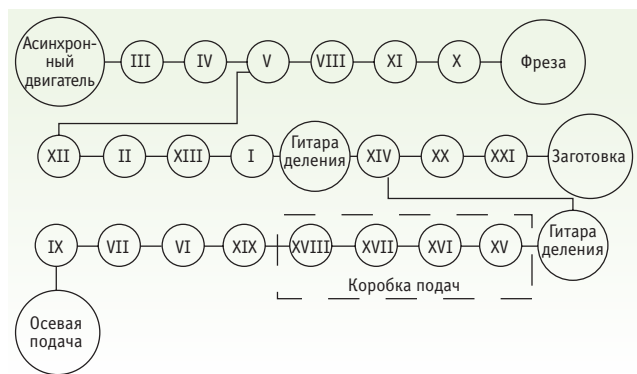 Асинхрон-
ный
двигатель
III
IV
V
VIII
XI
X
Фреза
XII
II
XIII
I
Гитара
деления
XIV
XX
XXI
Заготовка
IX
VII
VI
XIX
XVIII
XVII
XVI
XV
Гитара
деления
Коробка подач
Осевая
подача